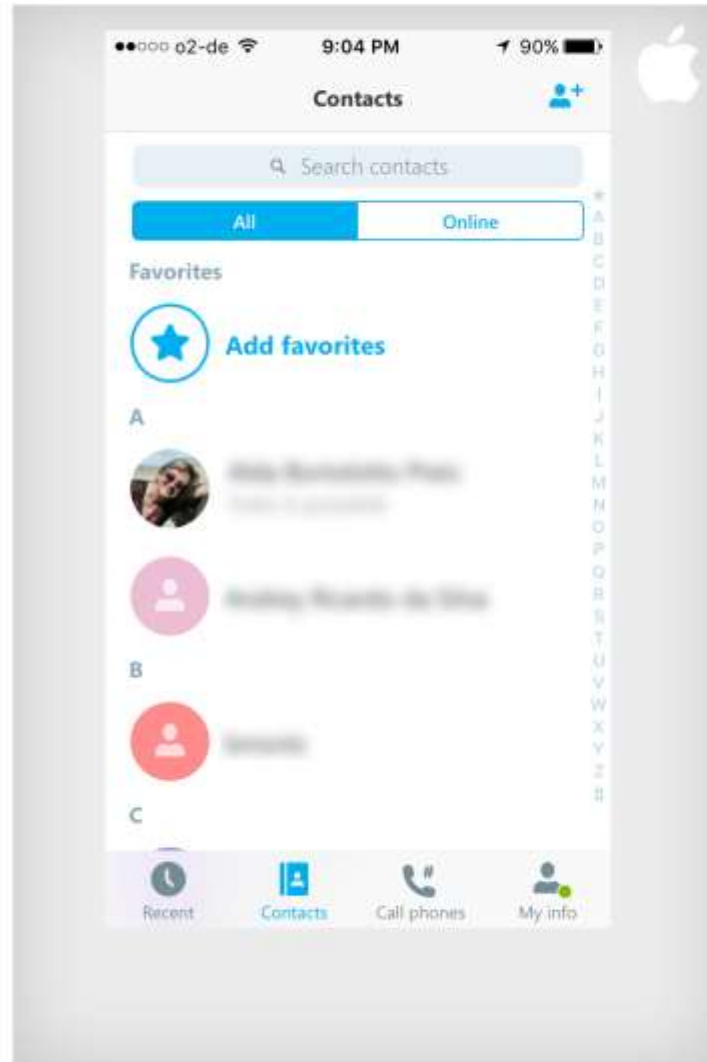 o2-de 9:04 PM 90%
Contacts
Search contacts
All Online
Favorites
Add favorites
A
B
C
Recent Contacts Call phones My info
A
B
C
D
E
F
G
H
I
J
K
L
M
N
O
P
Q
R
S
T
U
V
W
X
Y
Z
#